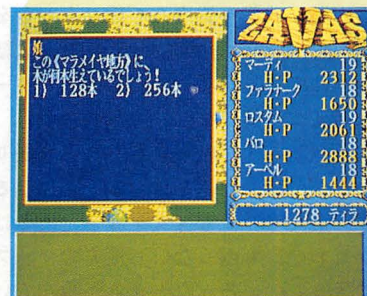 ZAVAS
娘
この《マラメイヤ地方》に、
木が何本生えているでしょう!
1) 128本 2) 256本
マーディ 9
H・P 2312
ファラナーク 18
H・P 1650
ロスタム 19
H・P 2061
バロ 18
H・P 2888
アーベル 18
H・P 1444
1278 ティラ